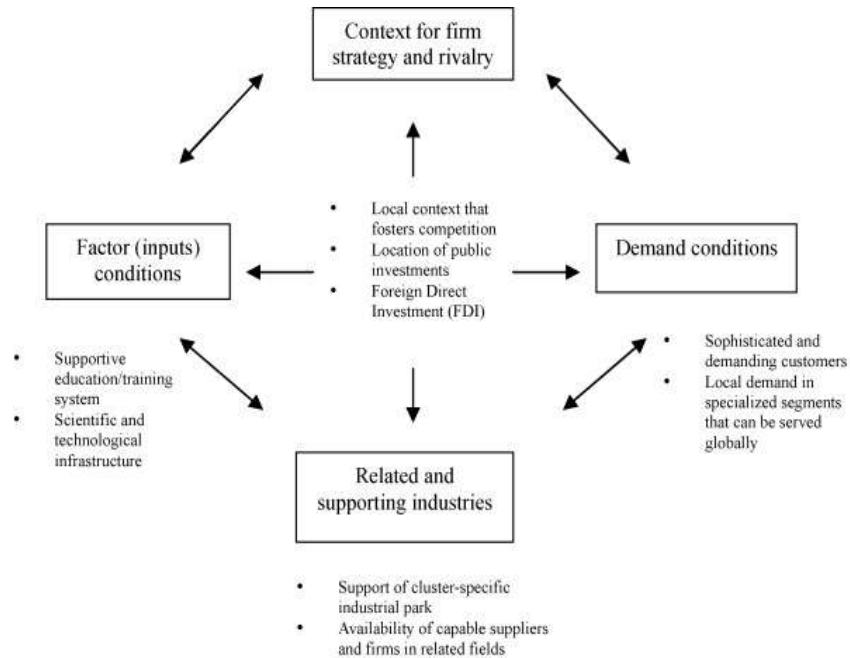 Context for firm
strategy and rivalry
• Local context that
fosters competition
• Location of public
investments
• Foreign Direct
Investment (FDI)
Factor (inputs)
conditions
Demand conditions
• Supportive
education/training
system
• Scientific and
technological
infrastructure
• Sophisticated and
demanding customers
• Local demand in
specialized segments
that can be served
globally
Related and
supporting industries
• Support of cluster-specific
industrial park
• Availability of capable suppliers
and firms in related fields